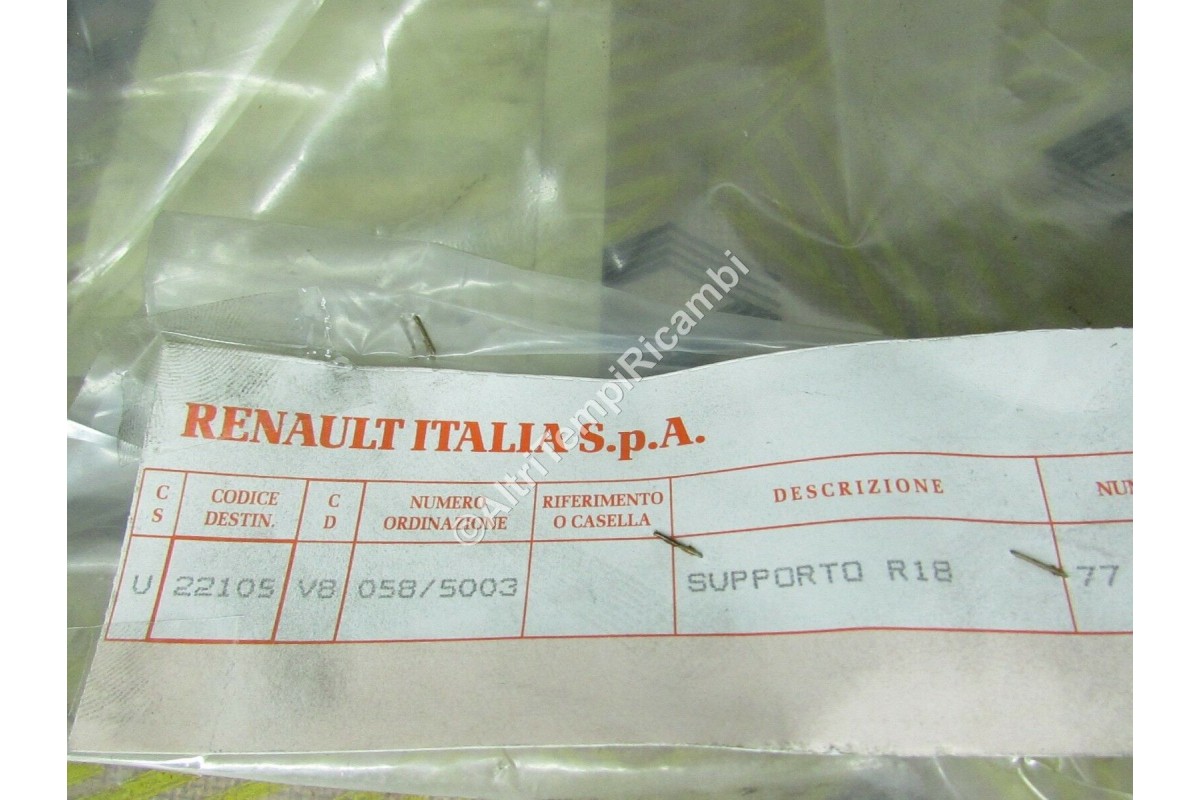 RENAULT ITALIA S.p.A.
C S
CODICE DESTIN.
C D
NUMERO ORDINAZIONE
RIFERIMENTO O CASELLA
DESCRIZIONE
U 22105 V8 058/5003 SUPPORTO R18 77
©AltriTempiRicambi